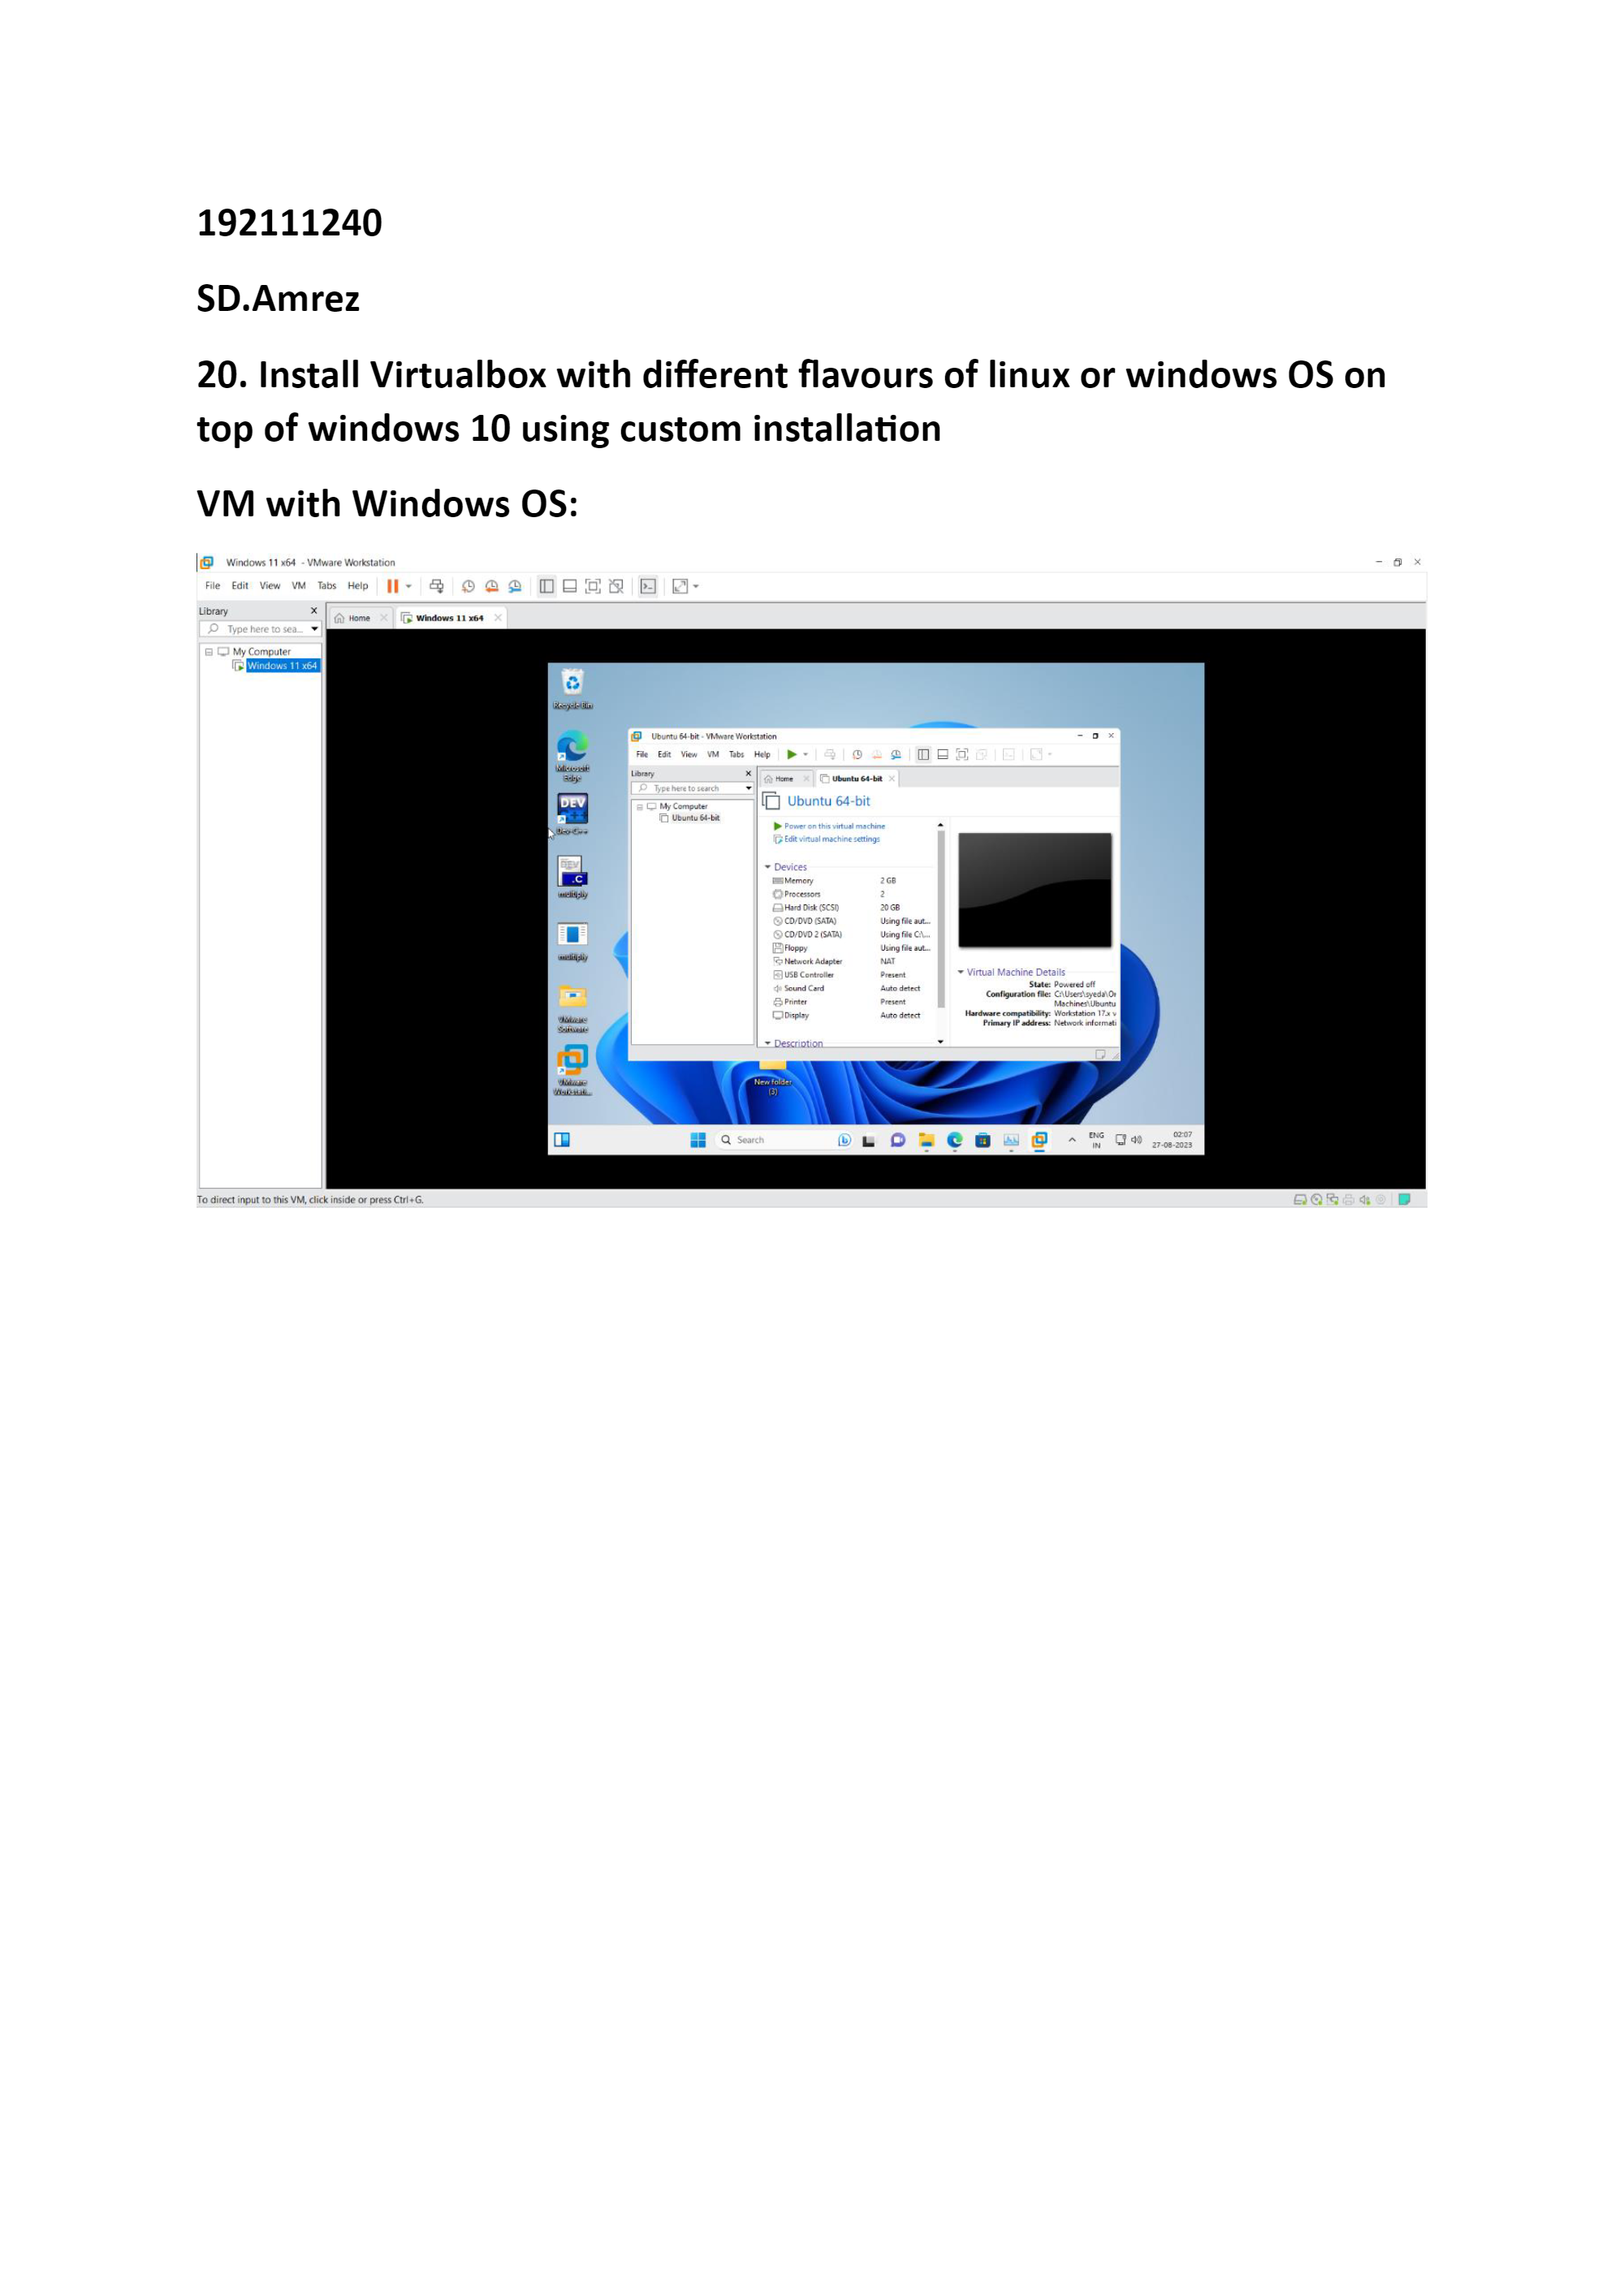 192111240
SD.Amrez
20. Install Virtualbox with different flavours of linux or windows OS on
top of windows 10 using custom installation
VM with Windows OS:
Windows 11 x64 - VMware Workstation
File Edit View VM Tabs Help
Library
Type here to sea...
My Computer
Windows 11 x64
Home
Windows 11 x64
Recycle Bin
Microsoft
Edge
DEV
Dev-C++
DEV
.C
multiply
multiply
VMware
Software
VMware
Workstati...
Ubuntu 64-bit - VMware Workstation
File Edit View VM Tabs Help
Library
Type here to search
My Computer
Ubuntu 64-bit
Home
Ubuntu 64-bit
Ubuntu 64-bit
Power on this virtual machine
Edit virtual machine settings
Devices
Memory 2 GB
Processors 2
Hard Disk (SCSI) 20 GB
CD/DVD (SATA) Using file aut...
CD/DVD 2 (SATA) Using file C:\...
Floppy Using file aut...
Network Adapter NAT
USB Controller Present
Sound Card Auto detect
Printer Present
Display Auto detect
Description
Virtual Machine Details
State: Powered off
Configuration file: C:\Users\syeda\Or
Machines\Ubuntu
Hardware compatibility: Workstation 17.x v
Primary IP address: Network informati
New folder
(3)
Search
ENG
IN
02:07
27-08-2023
To direct input to this VM, click inside or press Ctrl+G.